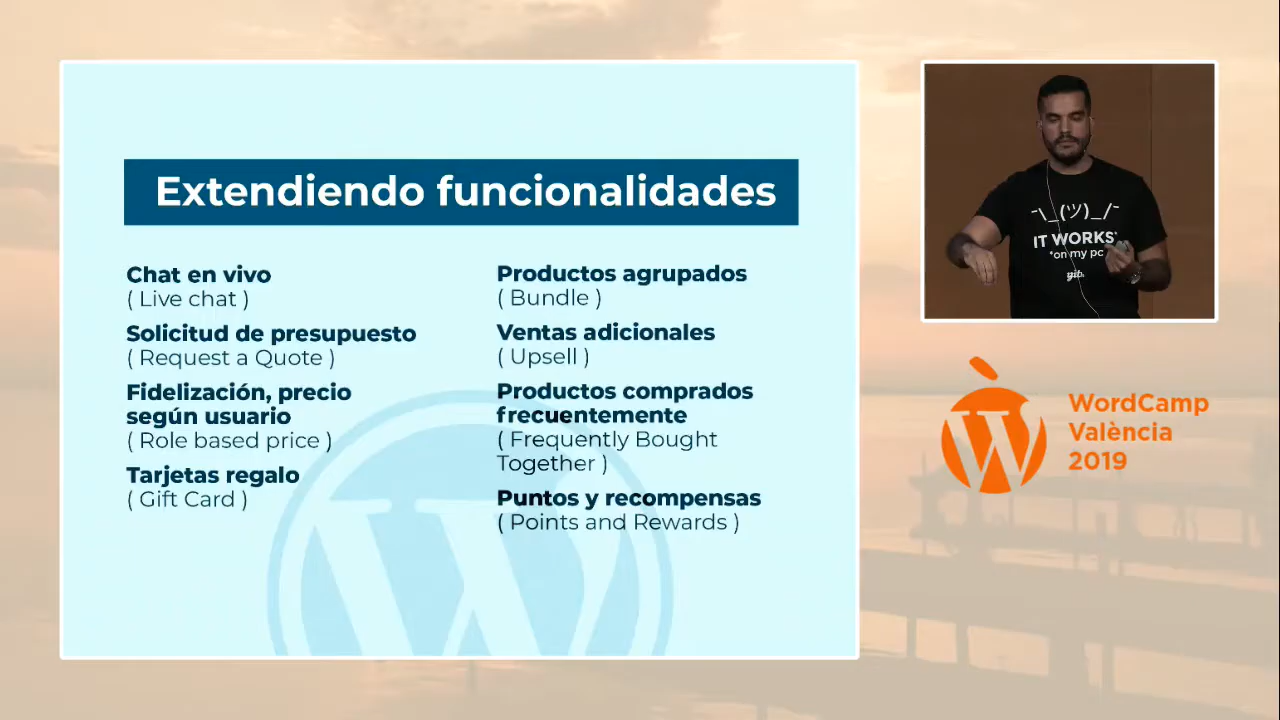 Extendiendo funcionalidades
Chat en vivo
( Live chat )
Solicitud de presupuesto
( Request a Quote )
Fidelización, precio
según usuario
( Role based price )
Tarjetas regalo
( Gift Card )
Productos agrupados
( Bundle )
Ventas adicionales
( Upsell )
Productos comprados
frecuentemente
( Frequently Bought
Together )
Puntos y recompensas
( Points and Rewards )
¯\_(ツ)_/¯
IT WORKS*
*on my pc
git.
WordCamp
València
2019